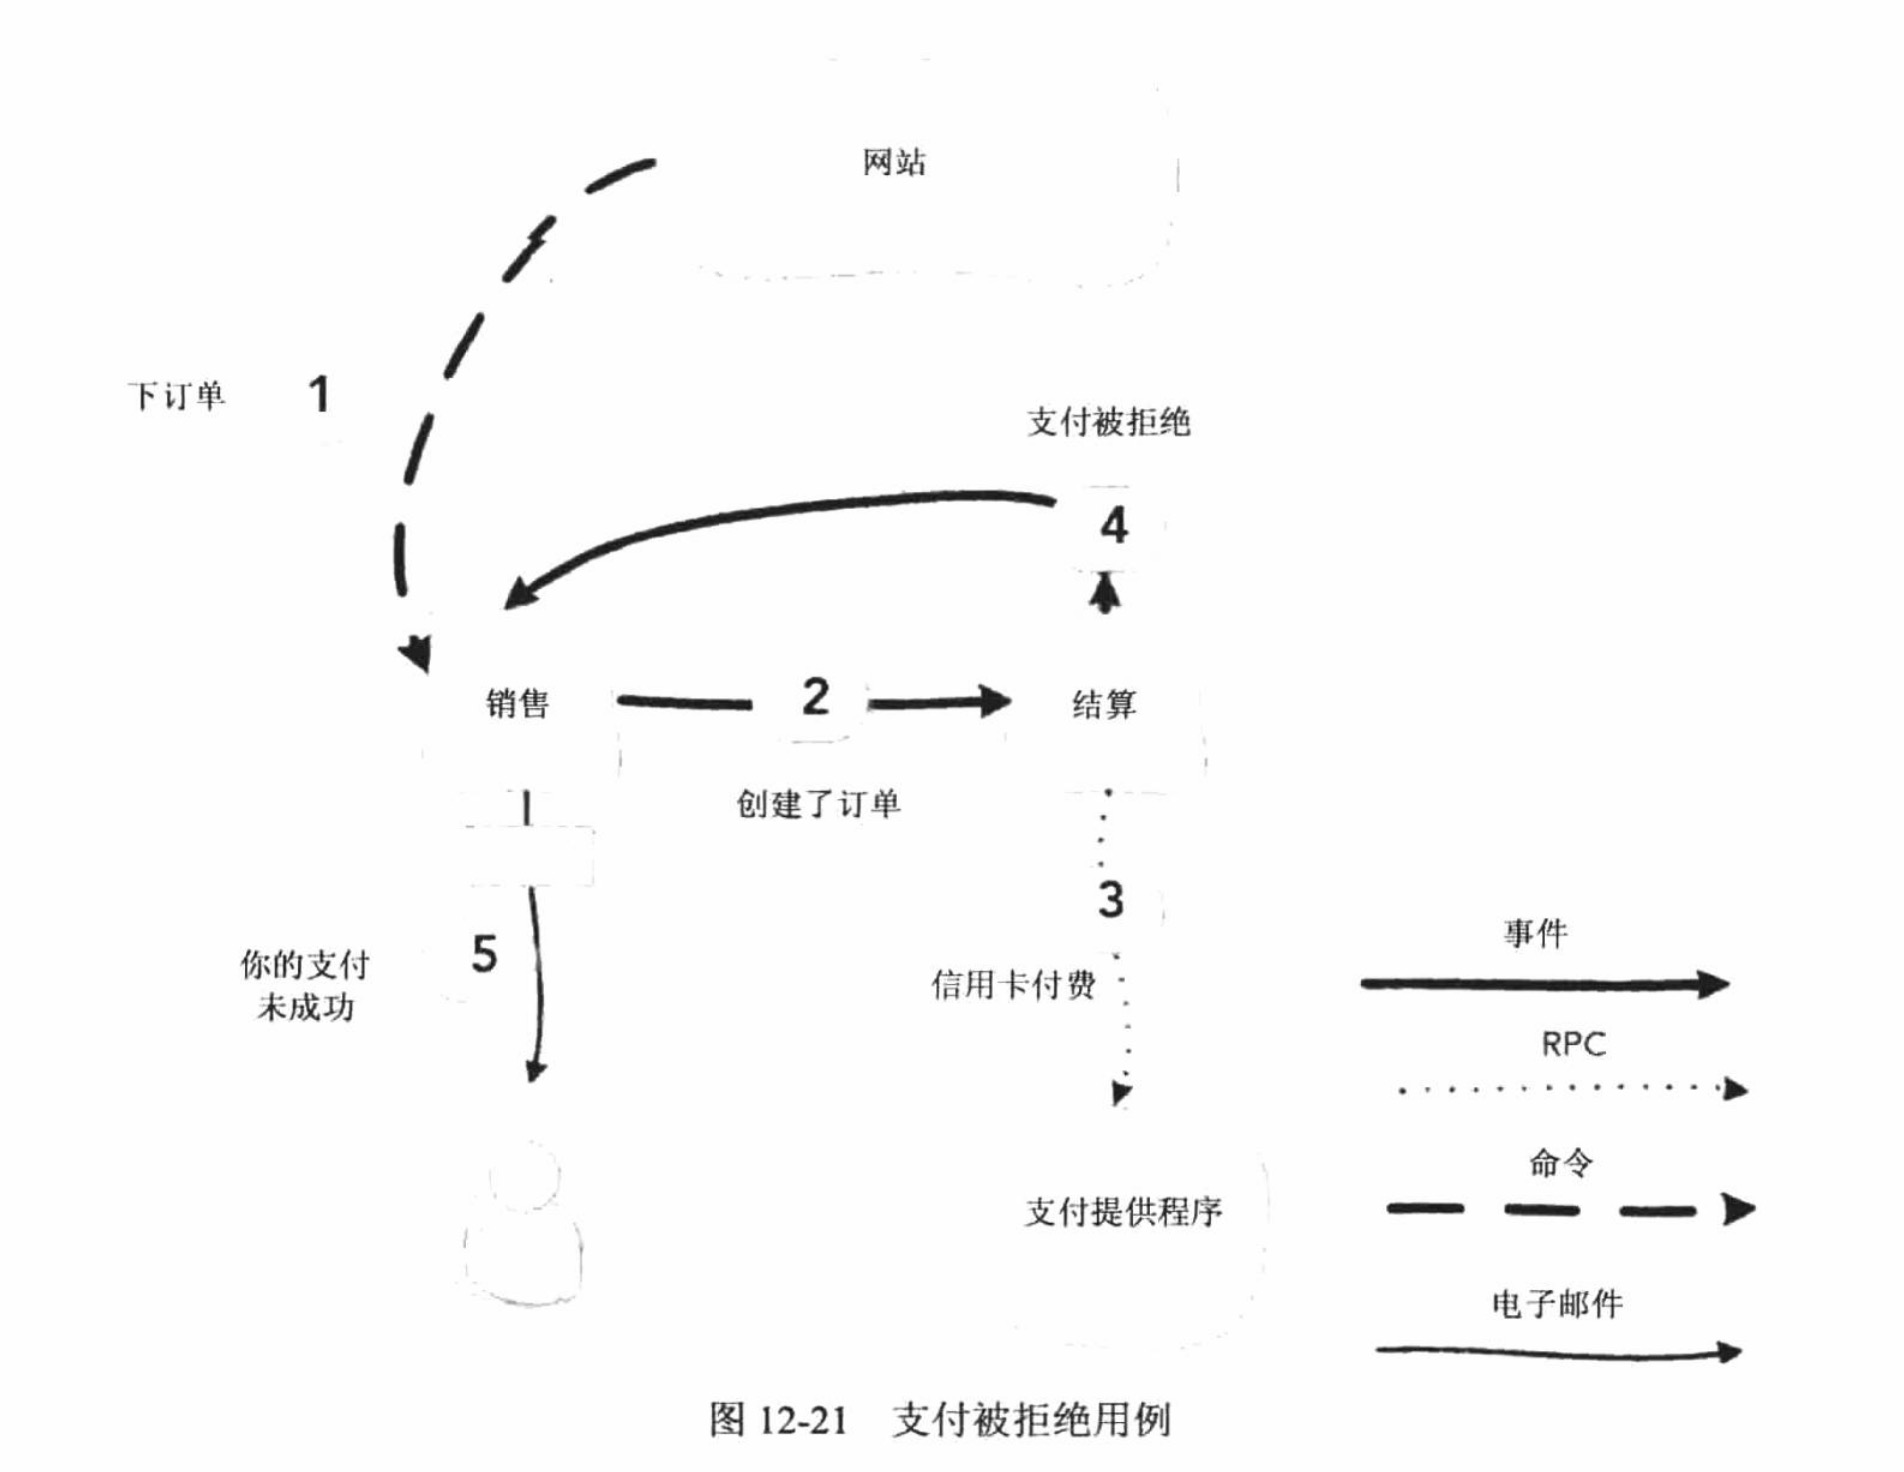 网站
下订单 1
支付被拒绝
4
销售 2 结算
创建了订单
3
信用卡付费
5
你的支付
未成功
支付提供程序
事件
RPC
命令
电子邮件
图 12-21 支付被拒绝用例